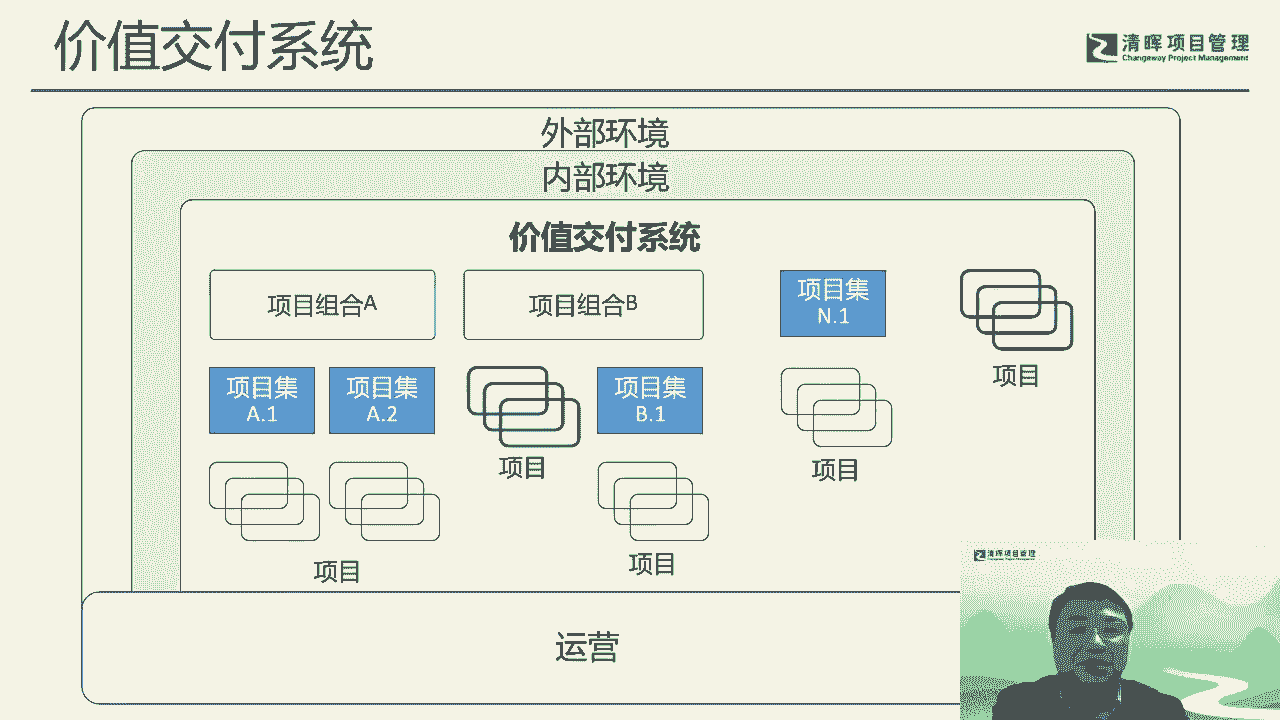 价值交付系统
清晖项目管理
Changeway Project Management
外部环境
内部环境
价值交付系统
项目组合A
项目组合B
项目集
N.1
项目
项目集
A.1
项目集
A.2
项目
项目集
B.1
项目
项目
项目
运营
清晖项目管理